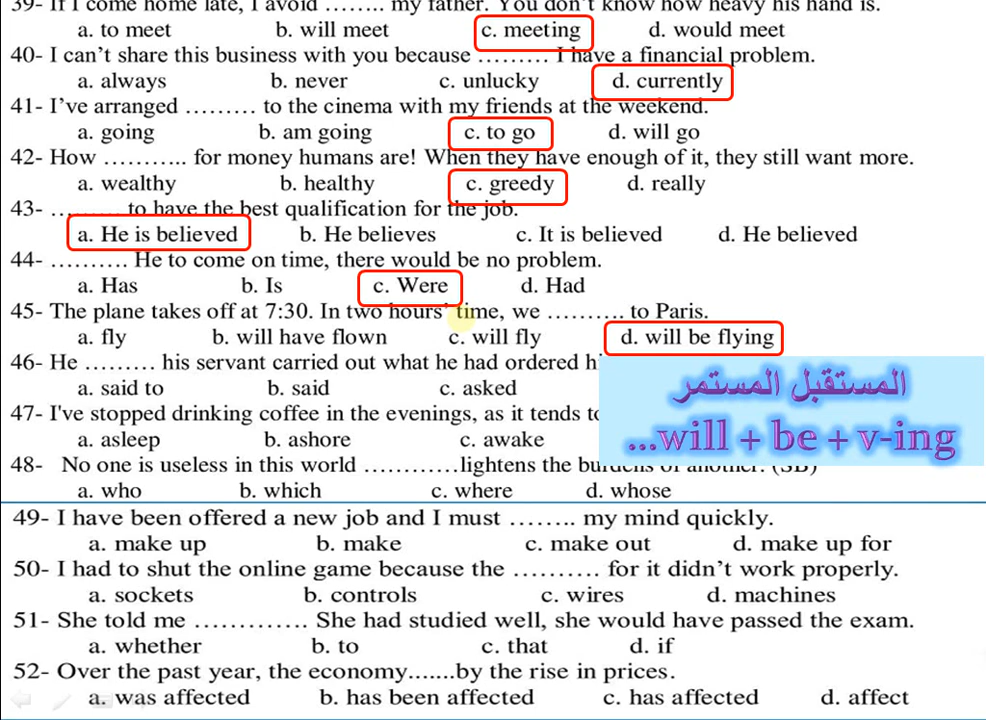 39- If I come home late, I avoid …….. my father. You don't know how heavy his hand is.
a. to meet b. will meet c. meeting d. would meet
40- I can't share this business with you because ……… I have a financial problem.
a. always b. never c. unlucky d. currently
41- I've arranged ……… to the cinema with my friends at the weekend.
a. going b. am going c. to go d. will go
42- How ……….. for money humans are! When they have enough of it, they still want more.
a. wealthy b. healthy c. greedy d. really
43- ……… to have the best qualification for the job.
a. He is believed b. He believes c. It is believed d. He believed
44- ………. He to come on time, there would be no problem.
a. Has b. Is c. Were d. Had
45- The plane takes off at 7:30. In two hours' time, we ………. to Paris.
a. fly b. will have flown c. will fly d. will be flying
46- He ……… his servant carried out what he had ordered
a. said to b. said c. asked
47- I've stopped drinking coffee in the evenings, as it tends
a. asleep b. ashore c. awake
المستقبل المستمر
...will + be + v-ing
48- No one is useless in this world …………lightens the burdens of another. (SB)
a. who b. which c. where d. whose
49- I have been offered a new job and I must …….. my mind quickly.
a. make up b. make c. make out d. make up for
50- I had to shut the online game because the ………. for it didn't work properly.
a. sockets b. controls c. wires d. machines
51- She told me …………. She had studied well, she would have passed the exam.
a. whether b. to c. that d. if
52- Over the past year, the economy…….by the rise in prices.
a. was affected b. has been affected c. has affected d. affect